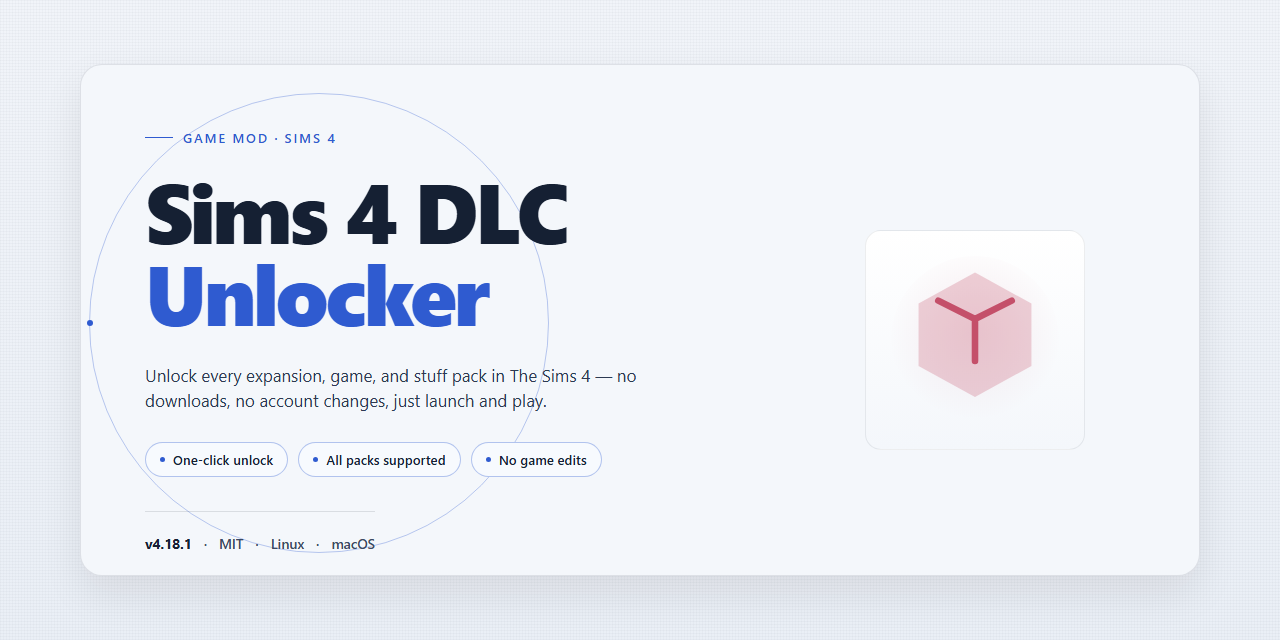 GAME MOD · SIMS 4
Sims 4 DLC
Unlocker
Unlock every expansion, game, and stuff pack in The Sims 4 — no
downloads, no account changes, just launch and play.
One-click unlock
All packs supported
No game edits
v4.18.1 · MIT · Linux · macOS